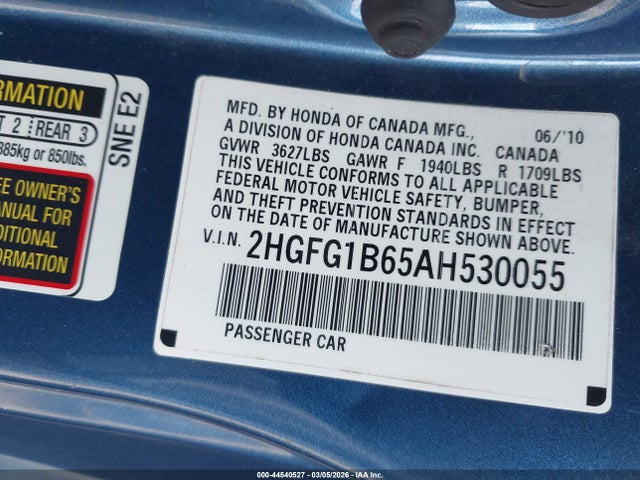 ORMATION
T 2 REAR 3
385kg or 850lbs.
EE OWNER'S
ANUAL FOR
DDITIONAL
FORMATION
SNE E2
MFD. BY HONDA OF CANADA MFG., 06/'10
A DIVISION OF HONDA CANADA INC. CANADA
GVWR 3627LBS GAWR F 1940LBS R 1709LBS
THIS VEHICLE CONFORMS TO ALL APPLICABLE
FEDERAL MOTOR VEHICLE SAFETY, BUMPER,
AND THEFT PREVENTION STANDARDS IN EFFECT
ON THE DATE OF MANUFACTURE SHOWN ABOVE.
V.I.N. 2HGFG1B65AH530055
PASSENGER CAR
000-44540527 - 03/05/2026 - IAA Inc.